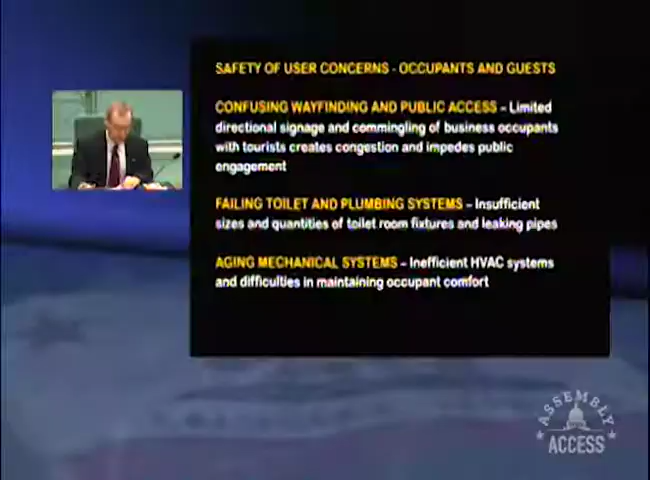 SAFETY OF USER CONCERNS - OCCUPANTS AND GUESTS
CONFUSING WAYFINDING AND PUBLIC ACCESS – Limited
directional signage and commingling of business occupants
with tourists creates congestion and impedes public
engagement
FAILING TOILET AND PLUMBING SYSTEMS – Insufficient
sizes and quantities of toilet room fixtures and leaking pipes
AGING MECHANICAL SYSTEMS – Inefficient HVAC systems
and difficulties in maintaining occupant comfort
ASSEMBLY
ACCESS